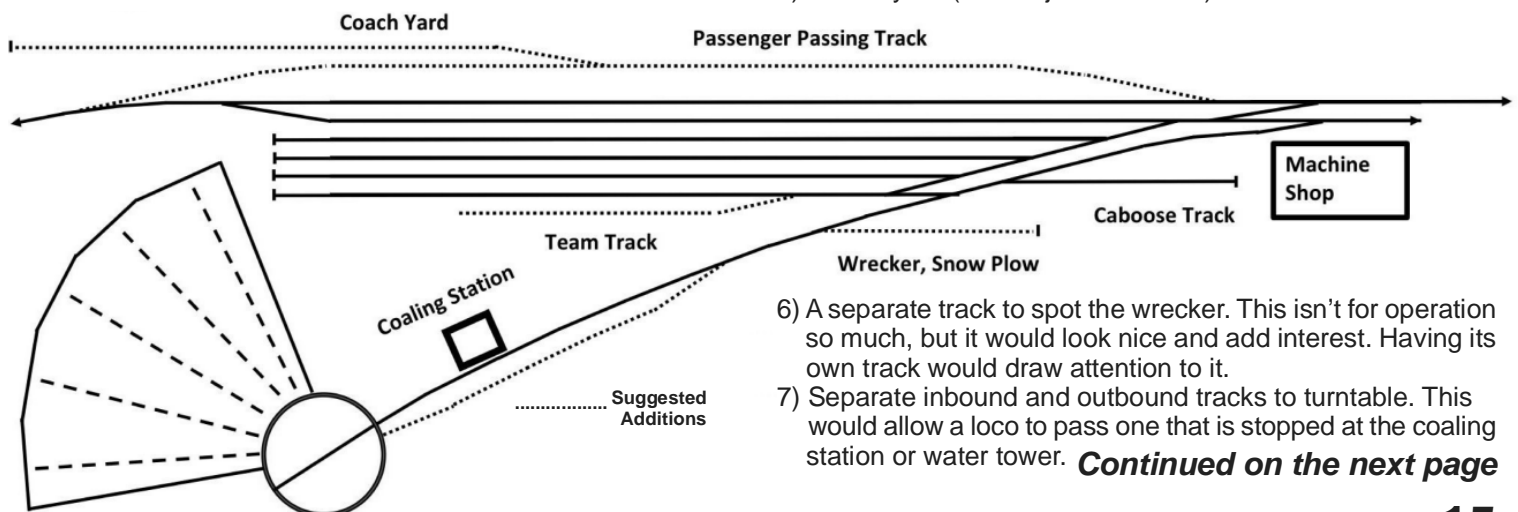 Coach Yard
Passenger Passing Track
Machine
Shop
Caboose Track
Team Track
Wrecker, Snow Plow
Coaling Station
Suggested
Additions
6) A separate track to spot the wrecker. This isn’t for operation
so much, but it would look nice and add interest. Having its
own track would draw attention to it.
7) Separate inbound and outbound tracks to turntable. This
would allow a loco to pass one that is stopped at the coaling
station or water tower. Continued on the next page